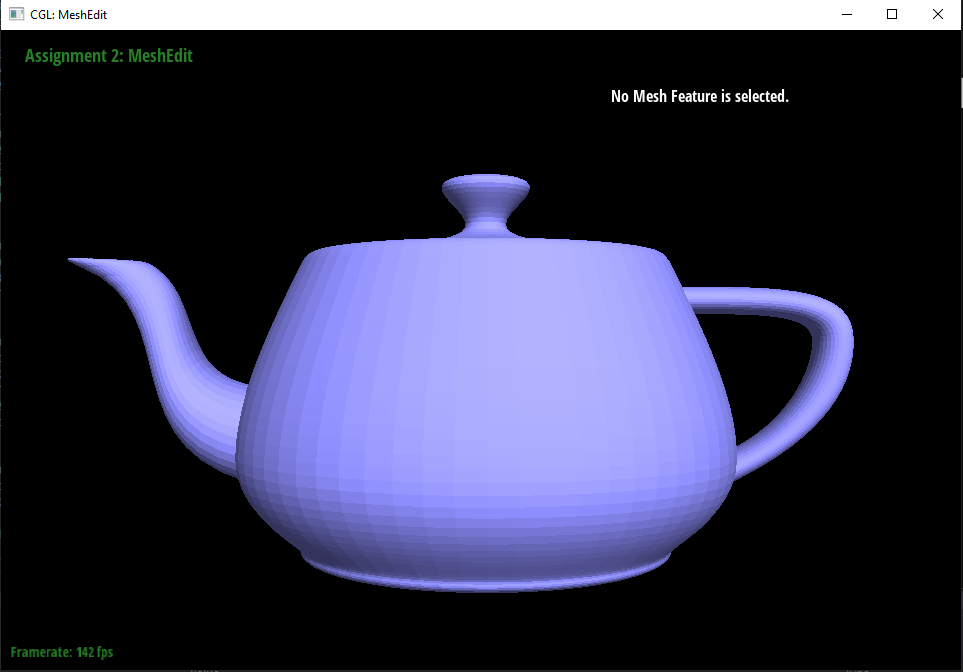 CGL: MeshEdit
Assignment 2: MeshEdit
No Mesh Feature is selected.
Framerate: 142 fps